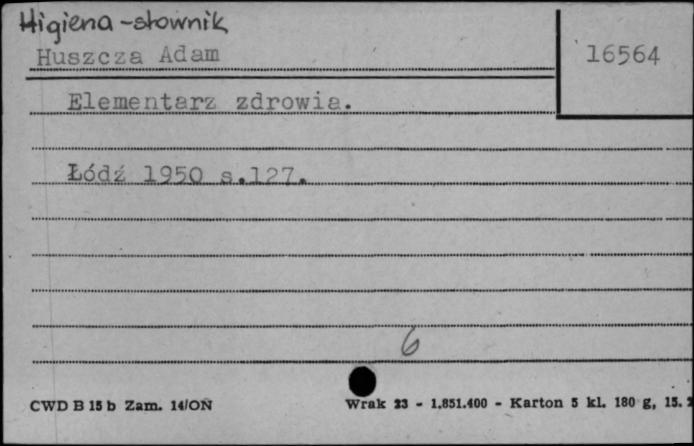 Higiena - słownik
Huszcza Adam
16564
Elementarz zdrowia.
Łódź 1950 s.127.
6
CWD B 15 b Zam. 14/ON
Wrak 23 - 1,851.400 - Karton 5 kl. 180 g, 15.